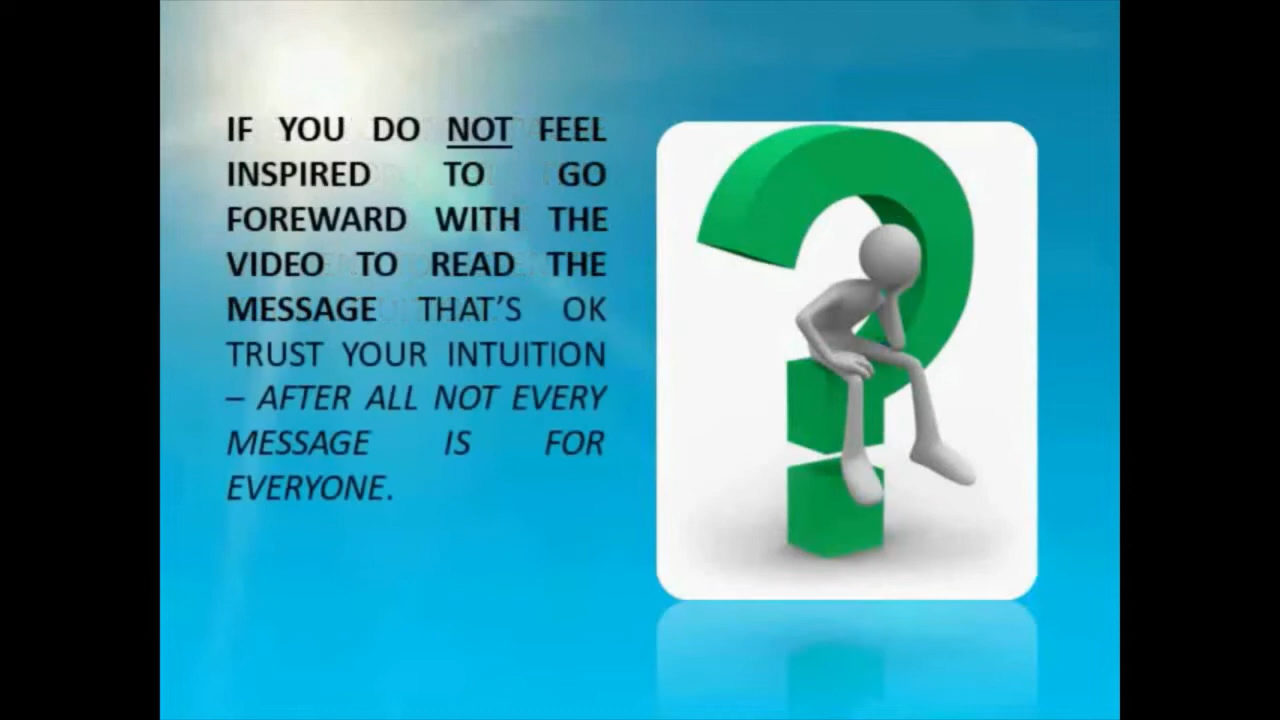 IF YOU DO NOT FEEL
INSPIRED TO GO
FOREWARD WITH THE
VIDEO TO READ THE
MESSAGE THAT'S OK
TRUST YOUR INTUITION
– AFTER ALL NOT EVERY
MESSAGE IS FOR
EVERYONE.